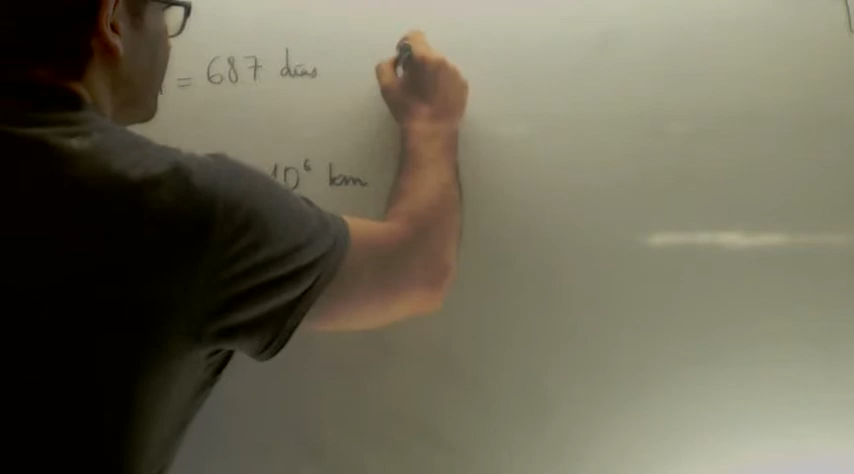 = 687 días
10⁶ km